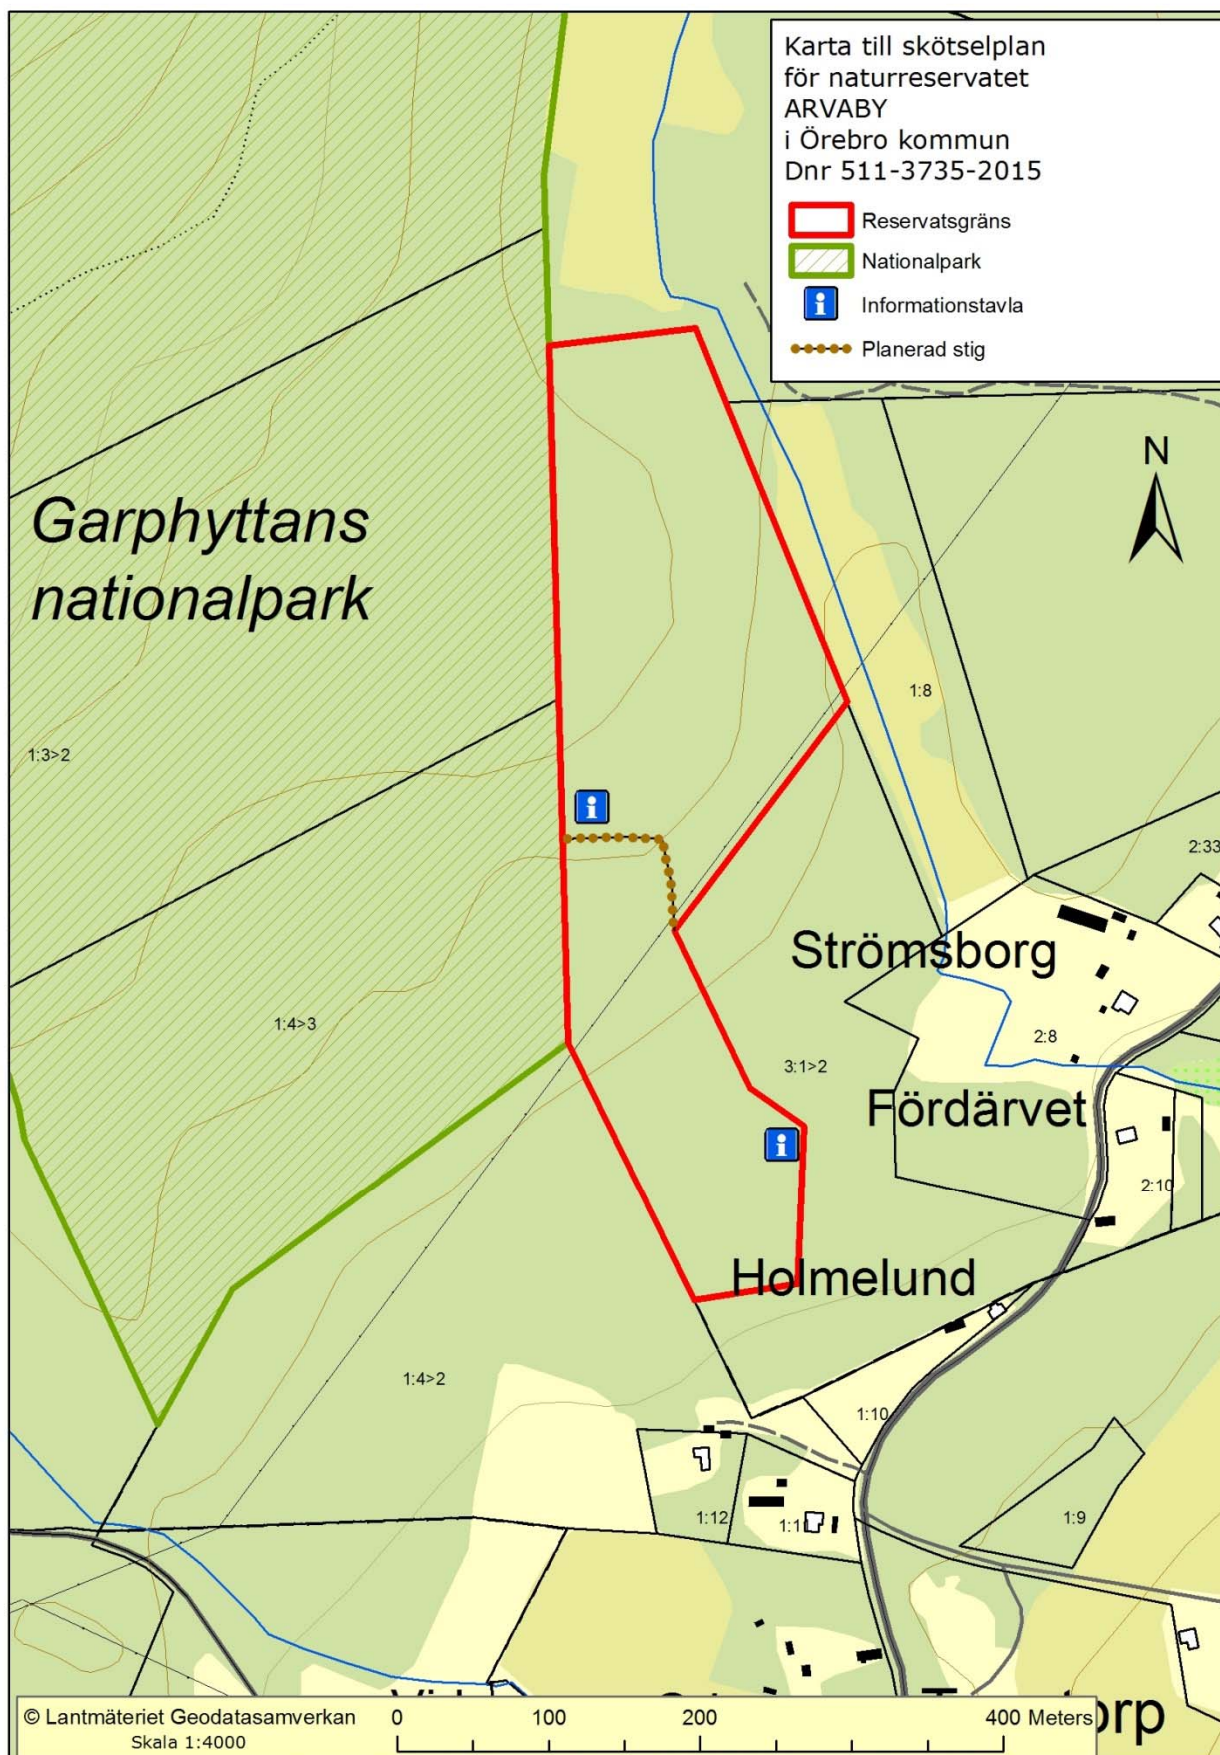 Karta till skötselplan
för naturreservatet
ARVABY
i Örebro kommun
Dnr 511-3735-2015
Reservatsgräns
Nationalpark
i
Informationstavla
Planerad stig
N
Garphyttans
nationalpark
1:8
1:3>2
i
2:33
Strömsborg
1:4>3
2:8
3:1>2
Fördärvet
i
2:10
Holmelund
1:4>2
1:10
1:12
1:11
1:9
© Lantmäteriet Geodatasamverkan
Skala 1:4000
0 100 200 400 Meters
orp